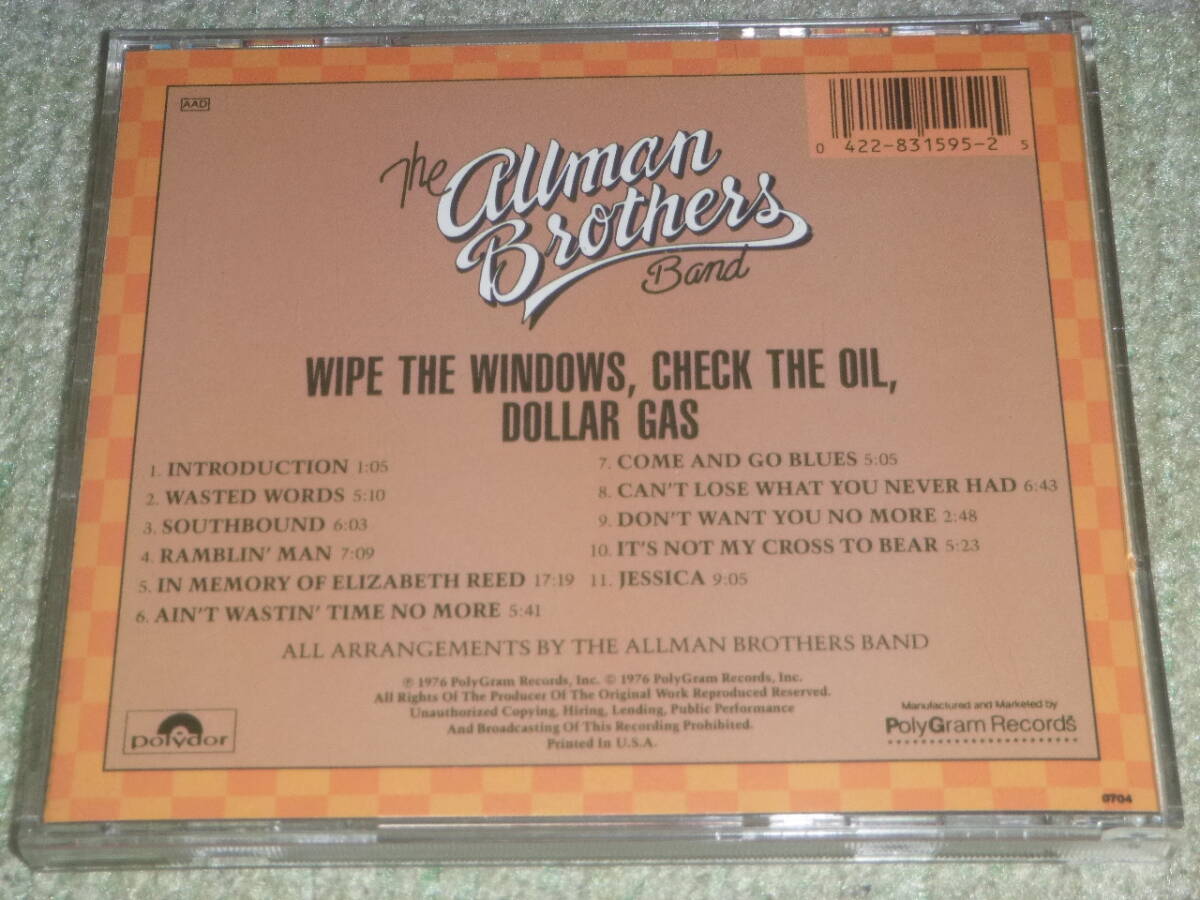 AAD
0 422-831595-2 5
The
Allman
Brothers
Band
WIPE THE WINDOWS, CHECK THE OIL,
DOLLAR GAS
1. INTRODUCTION 1:05
2. WASTED WORDS 5:10
3. SOUTHBOUND 6:03
4. RAMBLIN' MAN 7:09
5. IN MEMORY OF ELIZABETH REED 17:19
6. AIN'T WASTIN' TIME NO MORE 5:41
7. COME AND GO BLUES 5:05
8. CAN'T LOSE WHAT YOU NEVER HAD 6:43
9. DON'T WANT YOU NO MORE 2:48
10. IT'S NOT MY CROSS TO BEAR 5:23
11. JESSICA 9:05
ALL ARRANGEMENTS BY THE ALLMAN BROTHERS BAND
℗ 1976 PolyGram Records, Inc. © 1976 PolyGram Records, Inc.
All Rights Of The Producer Of The Original Work Reproduced Reserved.
Unauthorized Copying, Hiring, Lending, Public Performance
And Broadcasting Of This Recording Prohibited.
Printed In U.S.A.
polydor
Manufactured and Marketed by
PolyGram Records
0704